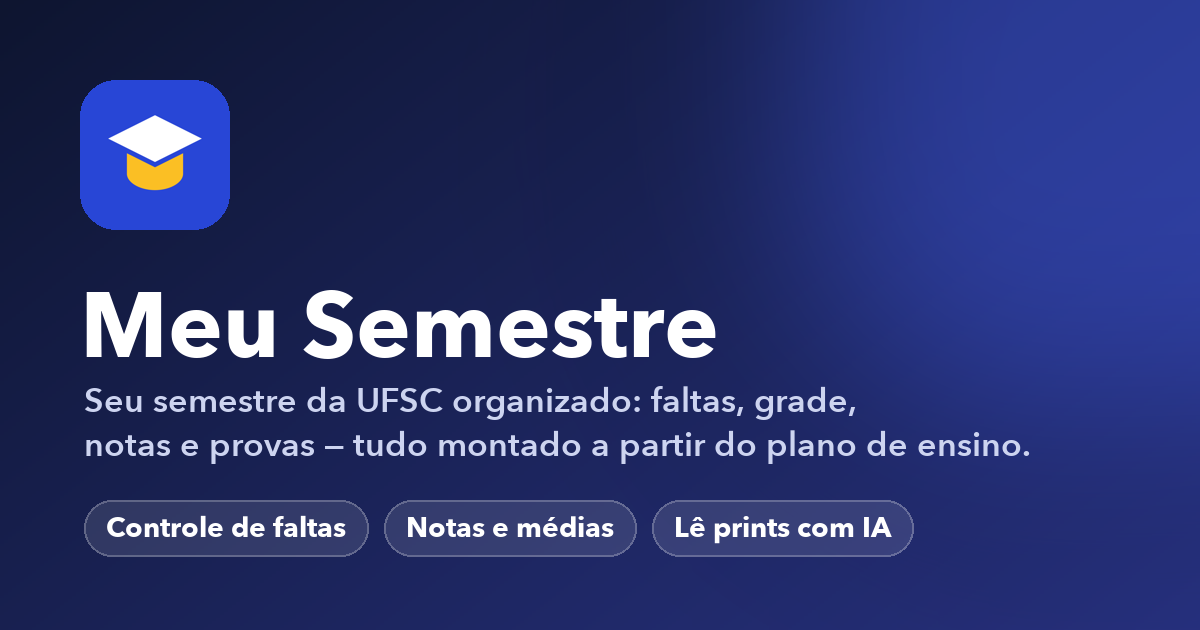 Meu Semestre
Seu semestre da UFSC organizado: faltas, grade,
notas e provas — tudo montado a partir do plano de ensino.
Controle de faltas
Notas e médias
Lê prints com IA